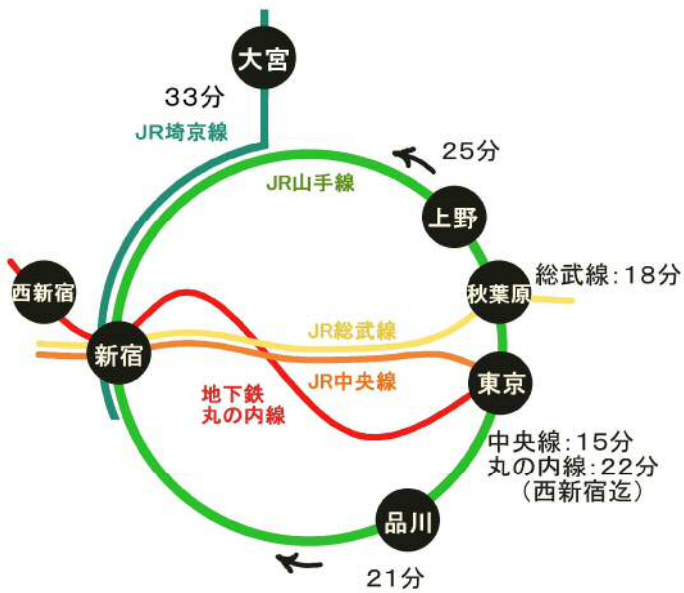 大宮
33分
JR埼京線
25分
JR山手線
上野
西新宿
秋葉原
総武線:18分
新宿
JR総武線
JR中央線
東京
地下鉄
丸の内線
中央線:15分
丸の内線:22分
(西新宿迄)
品川
21分